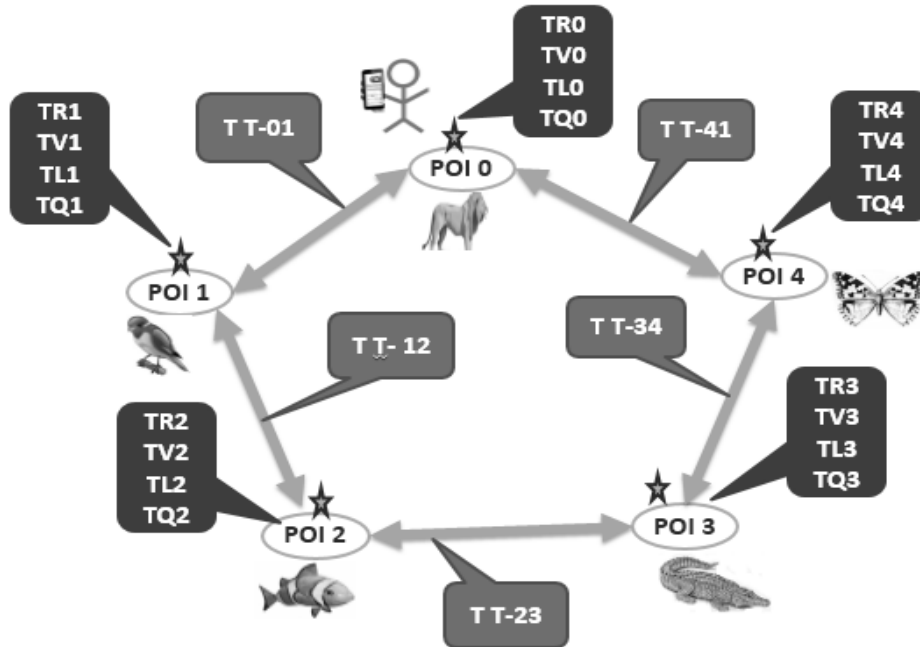 TR0
TV0
TL0
TQ0
TR1
TV1
TL1
TQ1
T T-01
T T-41
TR4
TV4
TL4
TQ4
POI 0
POI 1
POI 4
T T- 12
T T-34
TR2
TV2
TL2
TQ2
TR3
TV3
TL3
TQ3
POI 2
POI 3
T T-23